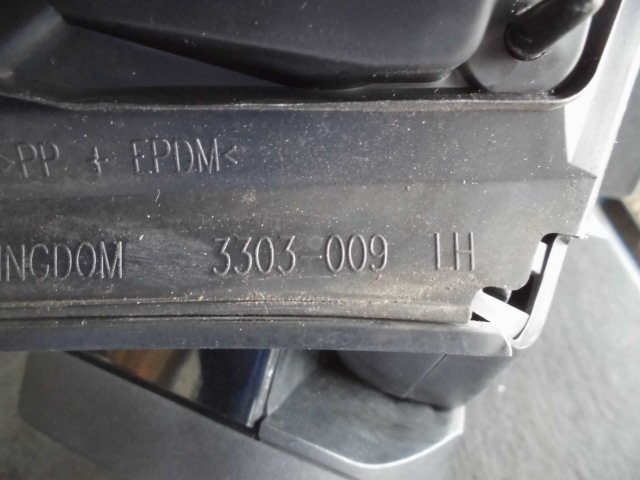 >PP + EPDM<
INGDOM 3303-009 LH